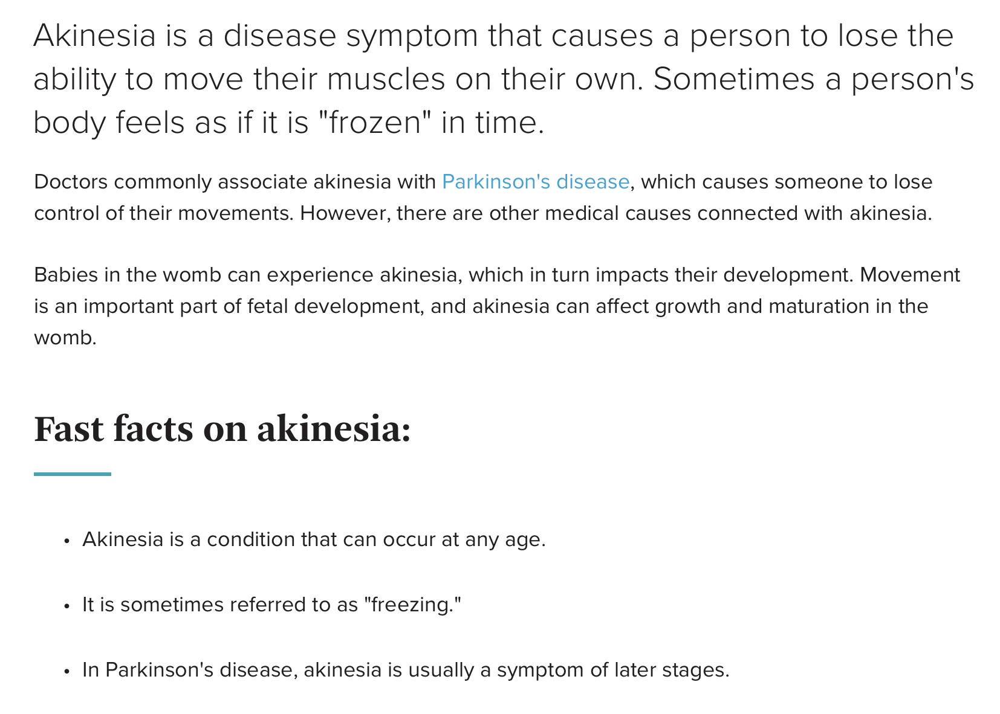 Akinesia is a disease symptom that causes a person to lose the
ability to move their muscles on their own. Sometimes a person's
body feels as if it is "frozen" in time.
Doctors commonly associate akinesia with Parkinson's disease, which causes someone to lose
control of their movements. However, there are other medical causes connected with akinesia.
Babies in the womb can experience akinesia, which in turn impacts their development. Movement
is an important part of fetal development, and akinesia can affect growth and maturation in the
womb.
Fast facts on akinesia:
• Akinesia is a condition that can occur at any age.
• It is sometimes referred to as "freezing."
• In Parkinson's disease, akinesia is usually a symptom of later stages.